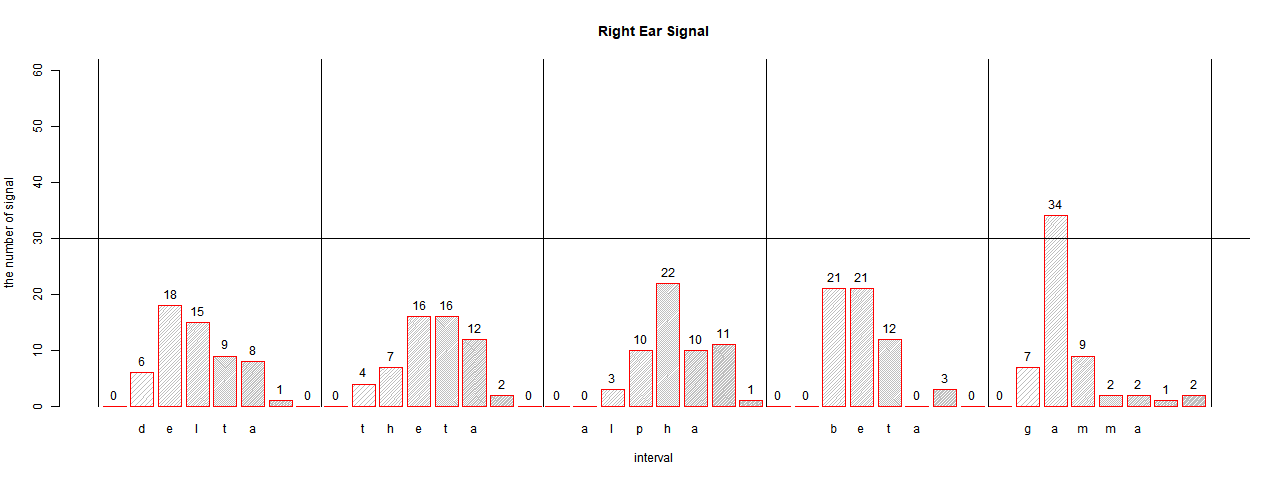 Right Ear Signal
the number of signal
60
50
40
30
20
10
0
0 6 18 15 9 8 1 0 0 4 7 16 16 12 2 0 0 0 3 10 22 10 11 1 0 0 21 21 12 0 3 0 0 7 34 9 2 2 1 2
d e l t a t h e t a a l p h a b e t a g a m m a
interval